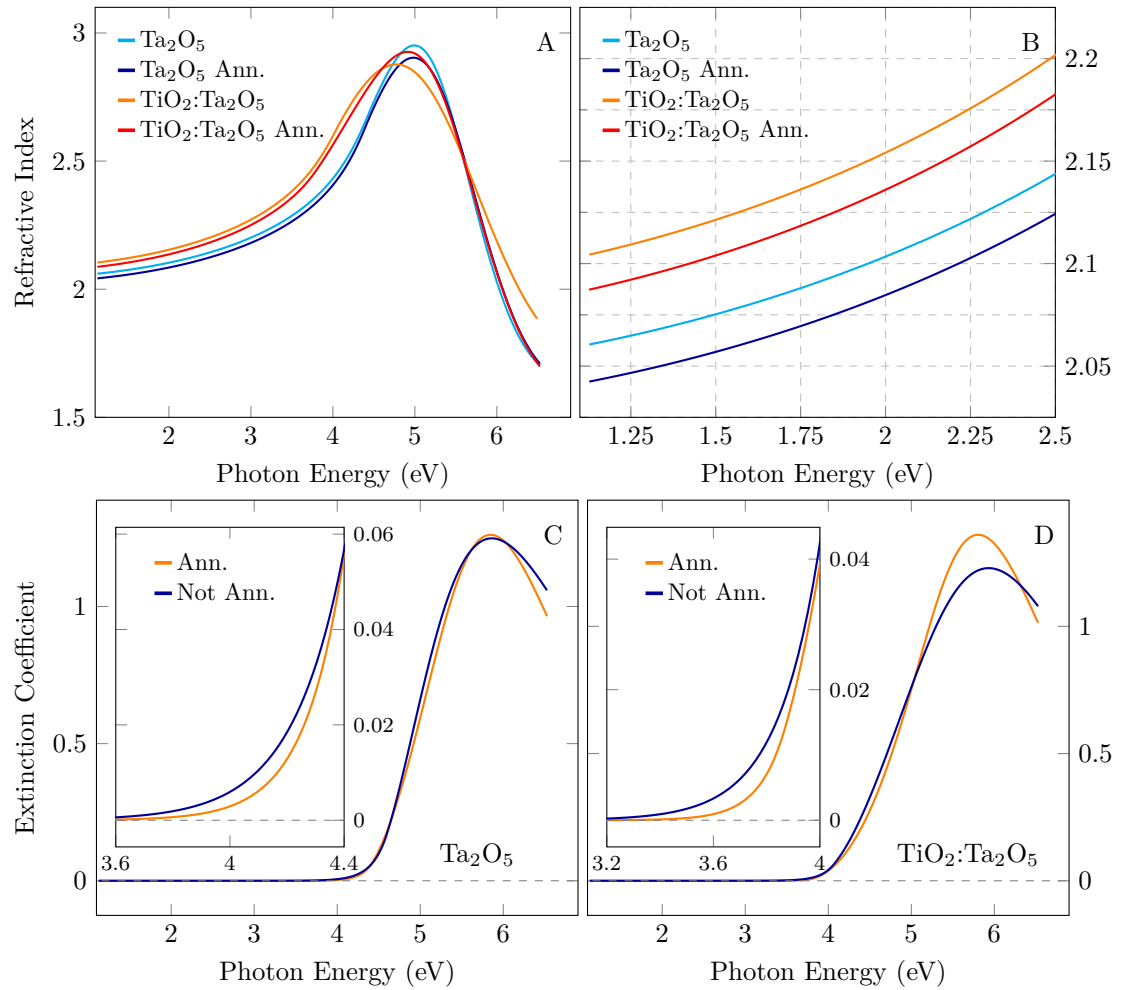 3
2.5
2
1.5
Refractive Index
Ta₂O₅
Ta₂O₅ Ann.
TiO₂:Ta₂O₅
TiO₂:Ta₂O₅ Ann.
A
2 3 4 5 6
Photon Energy (eV)
Ta₂O₅
Ta₂O₅ Ann.
TiO₂:Ta₂O₅
TiO₂:Ta₂O₅ Ann.
B
2.2
2.15
2.1
2.05
1.25 1.5 1.75 2 2.25 2.5
Photon Energy (eV)
Extinction Coefficient
1
0.5
0
Ann.
Not Ann.
0.06
0.04
0.02
0
3.6 4 4.4
C
Ta₂O₅
2 3 4 5 6
Photon Energy (eV)
Ann.
Not Ann.
0.04
0.02
0
3.2 3.6 4
D
TiO₂:Ta₂O₅
1
0.5
0
2 3 4 5 6
Photon Energy (eV)